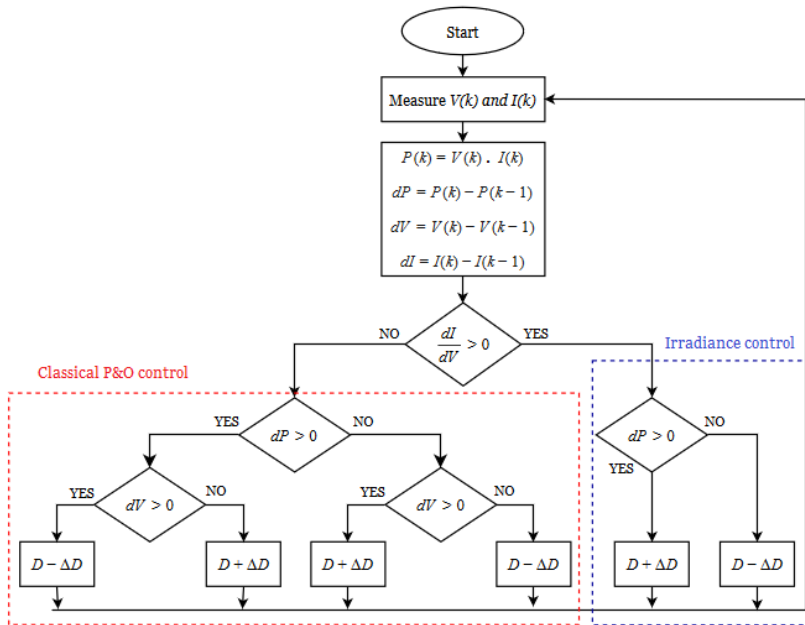 Start
Measure V(k) and I(k)
P(k) = V(k) . I(k)
dP = P(k) − P(k − 1)
dV = V(k) − V(k − 1)
dI = I(k) − I(k − 1)
NO
dI
dV
> 0
YES
Irradiance control
Classical P&O control
YES
dP > 0
NO
dP > 0
NO
YES
YES
dV > 0
NO
YES
dV > 0
NO
D − ΔD
D + ΔD
D + ΔD
D − ΔD
D + ΔD
D − ΔD